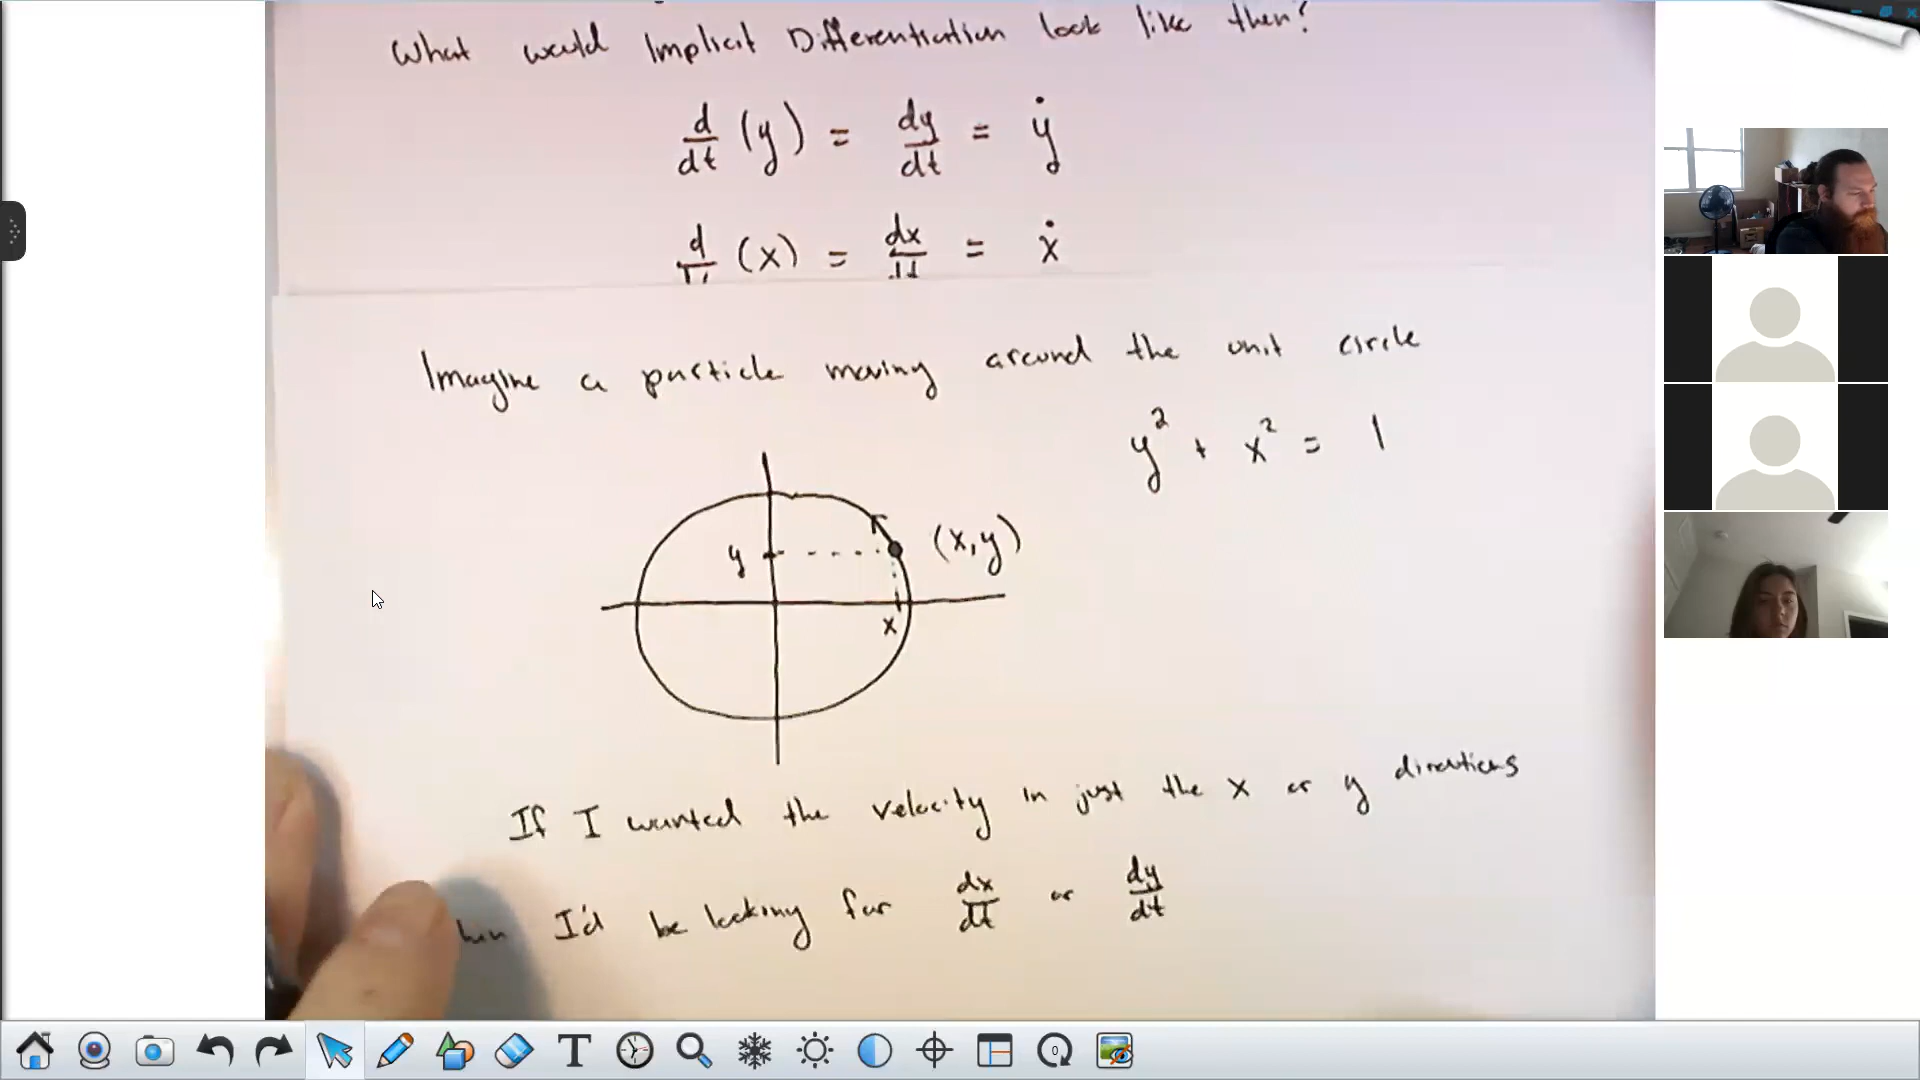 What would Implicit Differentiation look like then?
d/dt (y) = dy/dt = ẏ
d/dt (x) = dx/dt = ẋ
Imagine a particle moving around the unit circle
y² + x² = 1
(x,y)
y
x
If I wanted the velocity in just the x or y directions
I'd be looking for dx/dt or dy/dt
T
0